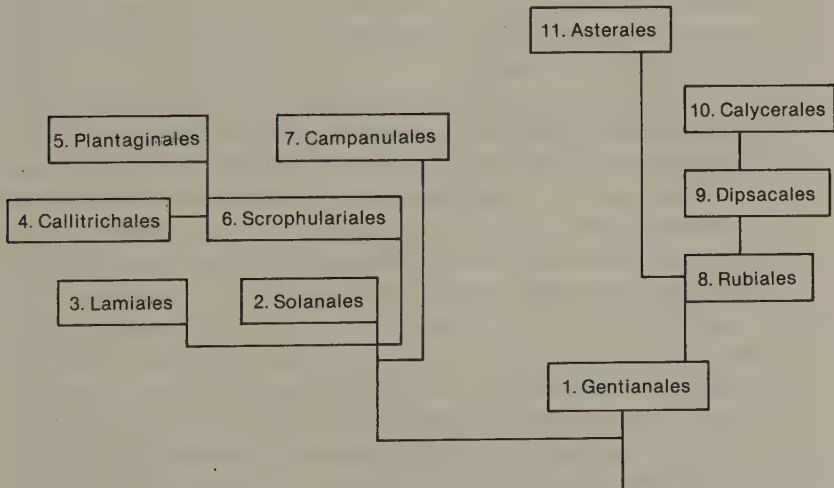 11. Asterales
10. Calycerales
5. Plantaginales
7. Campanulales
9. Dipsacales
4. Callitrichales
6. Scrophulariales
8. Rubiales
3. Lamiales
2. Solanales
1. Gentianales